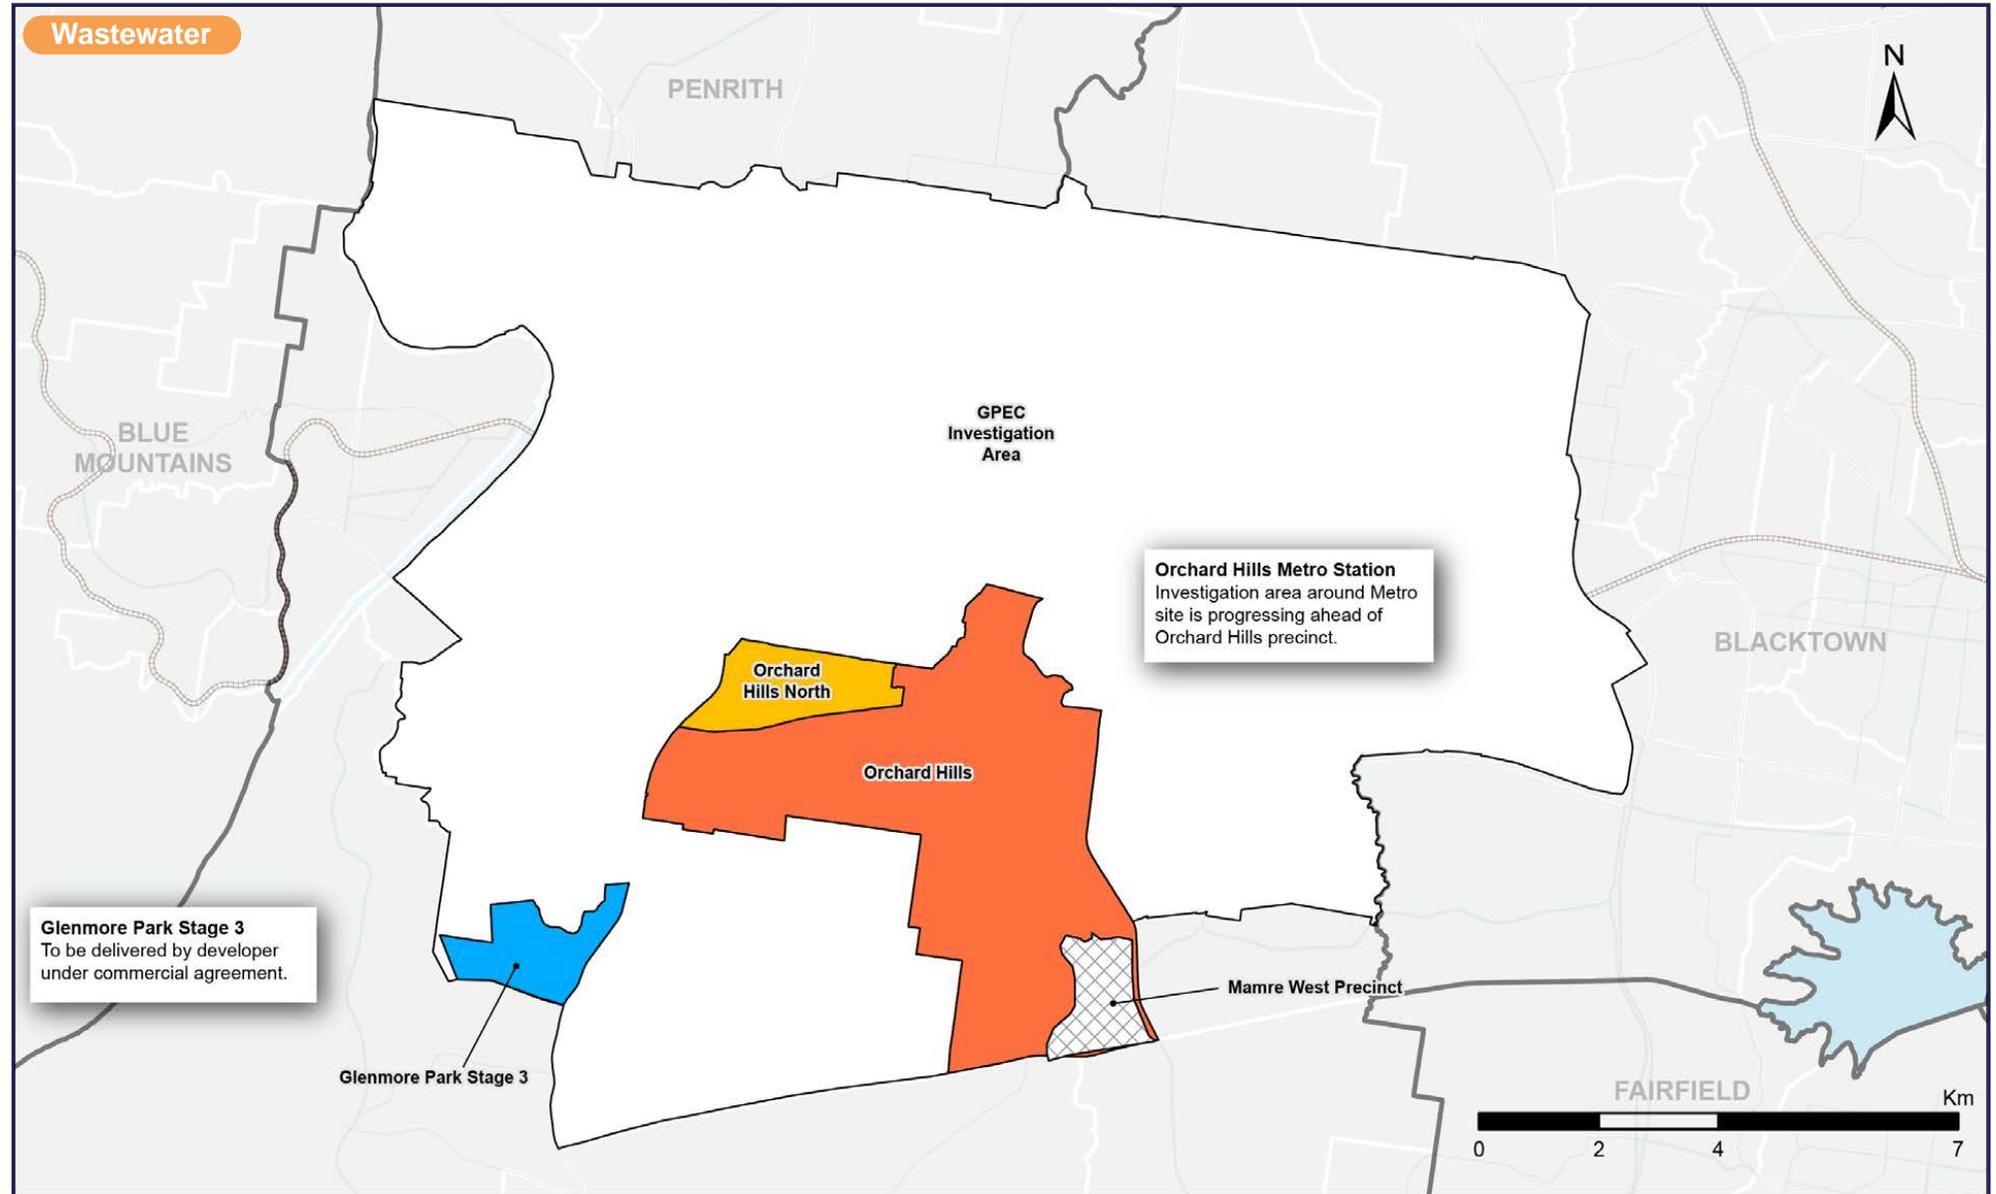 Wastewater
N
PENRITH
GPEC
Investigation
Area
BLUE
MOUNTAINS
Orchard Hills Metro Station
Investigation area around Metro
site is progressing ahead of
Orchard Hills precinct.
BLACKTOWN
Orchard
Hills North
Orchard Hills
Glenmore Park Stage 3
To be delivered by developer
under commercial agreement.
Mamre West Precinct
Glenmore Park Stage 3
FAIRFIELD
Km
0 2 4 7